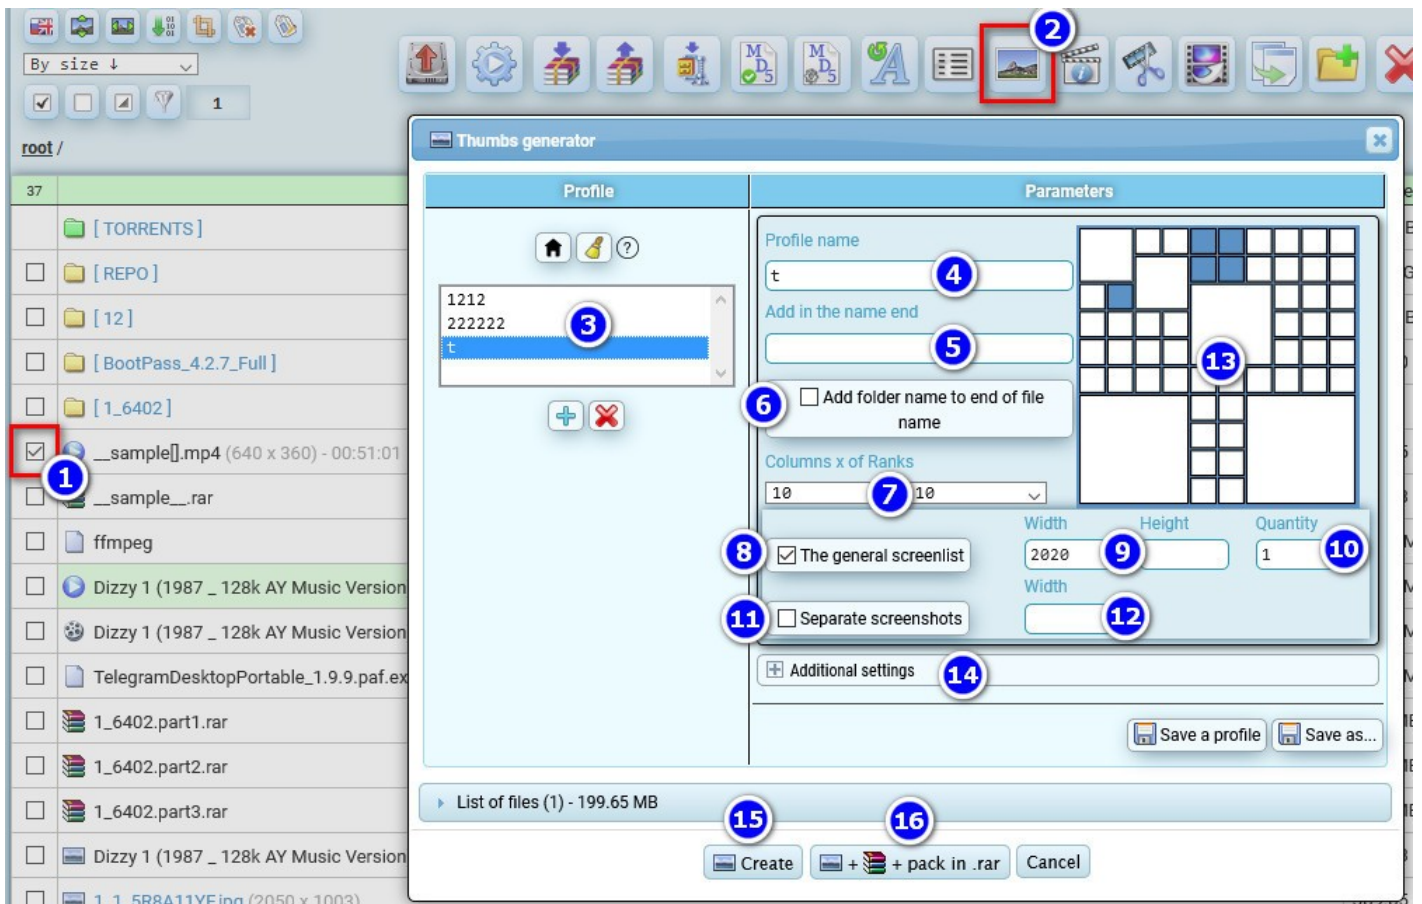 2
By size ↓
M D 5
M D 5
A
1
root /
Thumbs generator
37
Profile
Parameters
[ TORRENTS ]
[ REPO ]
[ 12 ]
[ BootPass_4.2.7_Full ]
[ 1_6402 ]
1
__sample[].mp4 (640 x 360) - 00:51:01
__sample__.rar
ffmpeg
Dizzy 1 (1987 _ 128k AY Music Version
Dizzy 1 (1987 _ 128k AY Music Version
TelegramDesktopPortable_1.9.9.paf.ex
1_6402.part1.rar
1_6402.part2.rar
1_6402.part3.rar
Dizzy 1 (1987 _ 128k AY Music Version
1_1_5R8A11YF.jpg (2050 x 1003)
?
1212
222222
t
3
Profile name
t
4
Add in the name end
5
6
Add folder name to end of file
name
Columns x of Ranks
10
7
10
13
8
The general screenlist
Width
Height
Quantity
2020
9
1
10
11
Separate screenshots
Width
12
Additional settings
14
Save a profile
Save as...
List of files (1) - 199.65 MB
15
16
Create
+ + pack in .rar
Cancel